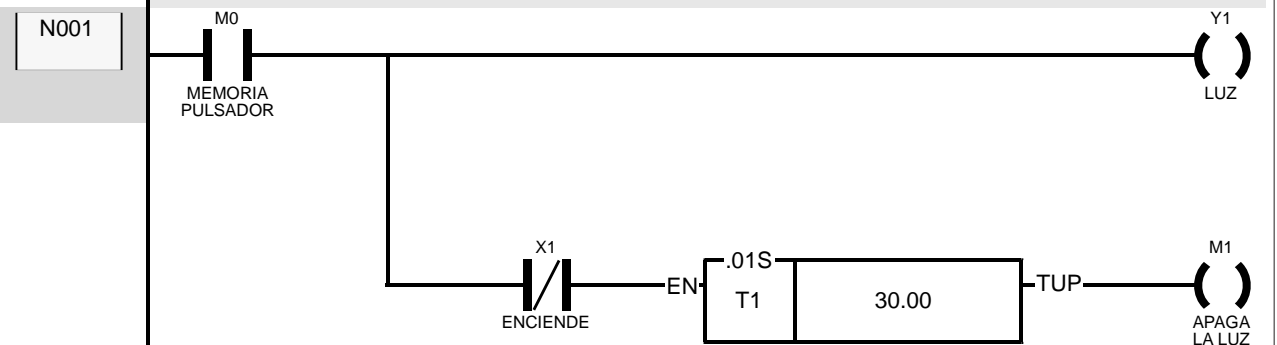 N001
M0
Y1
MEMORIA
PULSADOR
LUZ
X1
M1
.01S
EN
T1
30.00
TUP
ENCIENDE
APAGA
LA LUZ